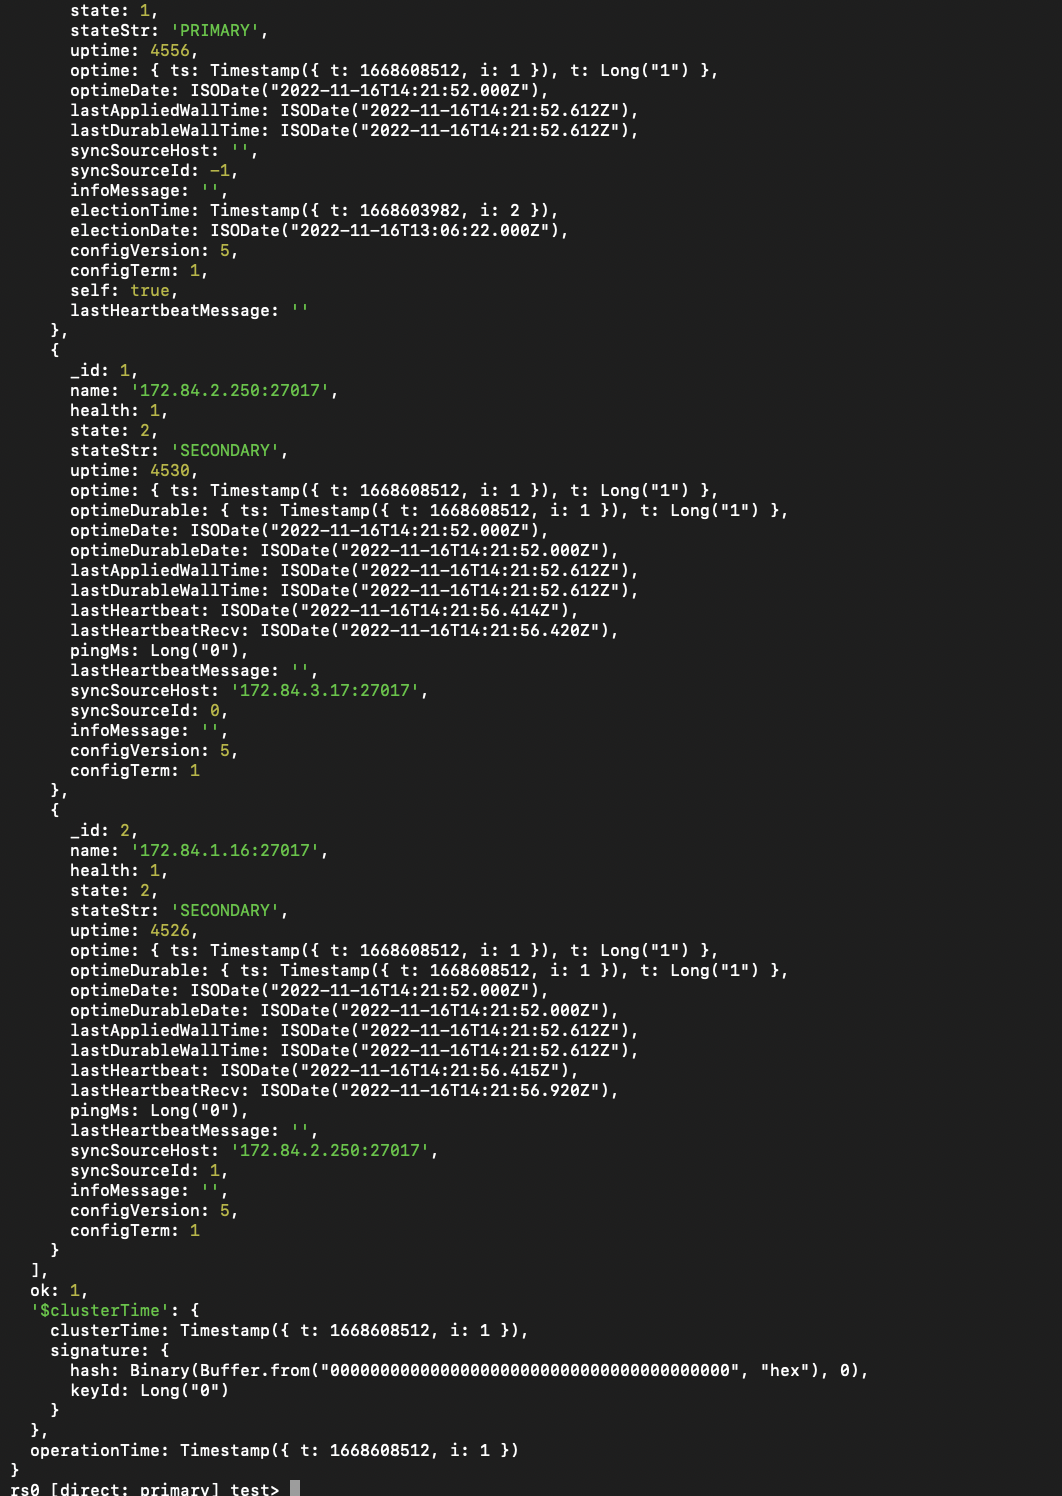 state: 1,
stateStr: 'PRIMARY',
uptime: 4556,
optime: { ts: Timestamp({ t: 1668608512, i: 1 }), t: Long("1") },
optimeDate: ISODate("2022-11-16T14:21:52.000Z"),
lastAppliedWallTime: ISODate("2022-11-16T14:21:52.612Z"),
lastDurableWallTime: ISODate("2022-11-16T14:21:52.612Z"),
syncSourceHost: '',
syncSourceId: -1,
infoMessage: '',
electionTime: Timestamp({ t: 1668603982, i: 2 }),
electionDate: ISODate("2022-11-16T13:06:22.000Z"),
configVersion: 5,
configTerm: 1,
self: true,
lastHeartbeatMessage: ''
},
{
_id: 1,
name: '172.84.2.250:27017',
health: 1,
state: 2,
stateStr: 'SECONDARY',
uptime: 4530,
optime: { ts: Timestamp({ t: 1668608512, i: 1 }), t: Long("1") },
optimeDurable: { ts: Timestamp({ t: 1668608512, i: 1 }), t: Long("1") },
optimeDate: ISODate("2022-11-16T14:21:52.000Z"),
optimeDurableDate: ISODate("2022-11-16T14:21:52.000Z"),
lastAppliedWallTime: ISODate("2022-11-16T14:21:52.612Z"),
lastDurableWallTime: ISODate("2022-11-16T14:21:52.612Z"),
lastHeartbeat: ISODate("2022-11-16T14:21:56.414Z"),
lastHeartbeatRecv: ISODate("2022-11-16T14:21:56.420Z"),
pingMs: Long("0"),
lastHeartbeatMessage: '',
syncSourceHost: '172.84.3.17:27017',
syncSourceId: 0,
infoMessage: '',
configVersion: 5,
configTerm: 1
},
{
_id: 2,
name: '172.84.1.16:27017',
health: 1,
state: 2,
stateStr: 'SECONDARY',
uptime: 4526,
optime: { ts: Timestamp({ t: 1668608512, i: 1 }), t: Long("1") },
optimeDurable: { ts: Timestamp({ t: 1668608512, i: 1 }), t: Long("1") },
optimeDate: ISODate("2022-11-16T14:21:52.000Z"),
optimeDurableDate: ISODate("2022-11-16T14:21:52.000Z"),
lastAppliedWallTime: ISODate("2022-11-16T14:21:52.612Z"),
lastDurableWallTime: ISODate("2022-11-16T14:21:52.612Z"),
lastHeartbeat: ISODate("2022-11-16T14:21:56.415Z"),
lastHeartbeatRecv: ISODate("2022-11-16T14:21:56.920Z"),
pingMs: Long("0"),
lastHeartbeatMessage: '',
syncSourceHost: '172.84.2.250:27017',
syncSourceId: 1,
infoMessage: '',
configVersion: 5,
configTerm: 1
}
],
ok: 1,
'$clusterTime': {
clusterTime: Timestamp({ t: 1668608512, i: 1 }),
signature: {
hash: Binary(Buffer.from("0000000000000000000000000000000000000000", "hex"), 0),
keyId: Long("0")
}
},
operationTime: Timestamp({ t: 1668608512, i: 1 })
}
rs0 [direct: primary] test>